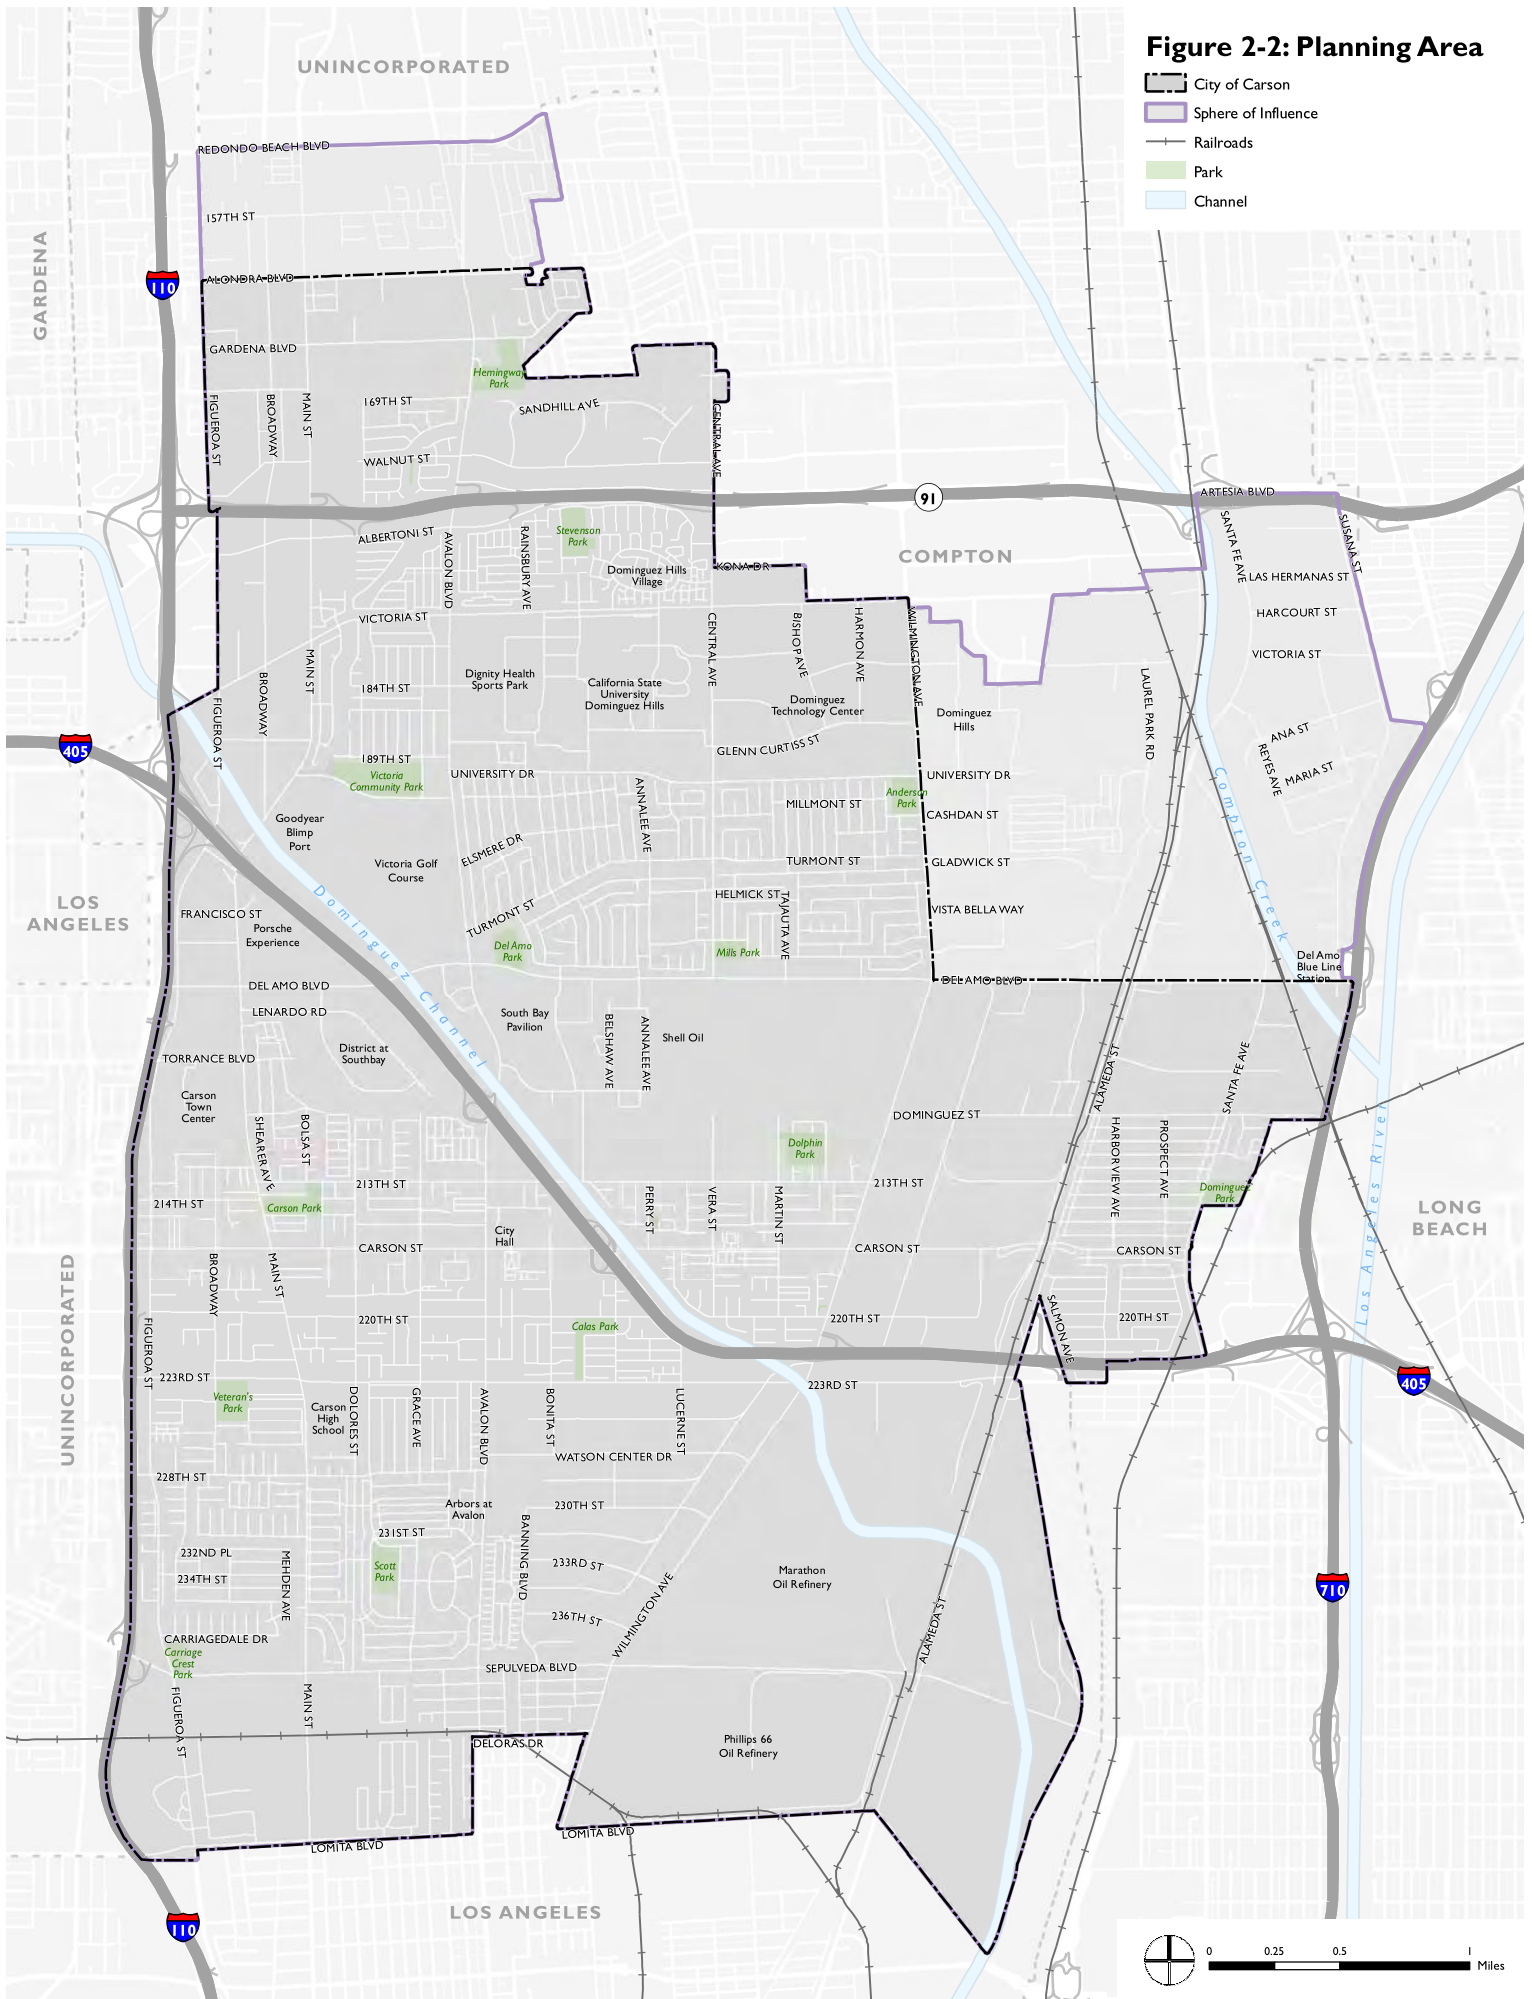 Figure 2-2: Planning Area
City of Carson
Sphere of Influence
Railroads
Park
Channel
UNINCORPORATED
REDONDO BEACH BLVD
157TH ST
GARDENA
110
ALONDRA BLVD
GARDENA BLVD
Hemingway
Park
169TH ST
SANDHILL AVE
FIGUEROA ST
BROADWAY
MAIN ST
CENTRAL AVE
WALNUT ST
91
ARTESIA BLVD
SANTA FE AVE
SUSANA ST
ALBERTONI ST
AVALON BLVD
RAINSBURY AVE
Stevenson
Park
Dominguez Hills
Village
KONA DR
COMPTON
LAS HERMANAS ST
HARCOURT ST
VICTORIA ST
VICTORIA ST
CENTRAL AVE
BISHOP AVE
HARMON AVE
WILMINGTON AVE
MAIN ST
BROADWAY
FIGUEROA ST
184TH ST
Dignity Health
Sports Park
California State
University
Dominguez Hills
Dominguez
Technology Center
Dominguez
Hills
LAUREL PARK RD
ANA ST
REYES AVE
MARIA ST
405
GLENN CURTISS ST
189TH ST
Victoria
Community Park
UNIVERSITY DR
UNIVERSITY DR
ANNALEE AVE
MILLMONT ST
Anderson
Park
CASHDAN ST
Goodyear
Blimp
Port
Victoria Golf
Course
ELSMERE DR
TURMONT ST
GLADWICK ST
Compton Creek
LOS
ANGELES
HELMICK ST
TAJAUTA AVE
VISTA BELLA WAY
FRANCISCO ST
Porsche
Experience
Dominguez Channel
TURMONT ST
Del Amo
Park
Mills Park
Del Amo
Blue Line
Station
DEL AMO BLVD
DEL AMO BLVD
LENARDO RD
South Bay
Pavilion
BELSHAW AVE
ANNALEE AVE
Shell Oil
District at
Southbay
TORRANCE BLVD
ALAMEDA ST
SANTA FE AVE
Carson
Town
Center
SHEARER AVE
BOLSA ST
DOMINGUEZ ST
HARBOR VIEW AVE
PROSPECT AVE
Dolphin
Park
Los Angeles River
213TH ST
213TH ST
214TH ST
Carson Park
PERRY ST
VERA ST
MARTIN ST
Dominguez
Park
LONG
BEACH
City
Hall
CARSON ST
CARSON ST
CARSON ST
BROADWAY
MAIN ST
UNINCORPORATED
FIGUEROA ST
220TH ST
Calas Park
220TH ST
SALMON AVE
220TH ST
223RD ST
223RD ST
405
Veteran's
Park
Carson
High
School
DOLORES ST
GRACE AVE
AVALON BLVD
BONITA ST
LUCERNE ST
WATSON CENTER DR
228TH ST
Arbors at
Avalon
230TH ST
231ST ST
BANNING BLVD
232ND PL
234TH ST
MEHDEN AVE
Scott
Park
233RD ST
Marathon
Oil Refinery
710
236TH ST
WILMINGTON AVE
ALAMEDA ST
CARRIAGEDALE DR
Carriage
Crest
Park
SEPULVEDA BLVD
FIGUEROA ST
MAIN ST
DELORAS DR
Phillips 66
Oil Refinery
LOMITA BLVD
LOMITA BLVD
LOS ANGELES
110
0
0.25
0.5
1
Miles